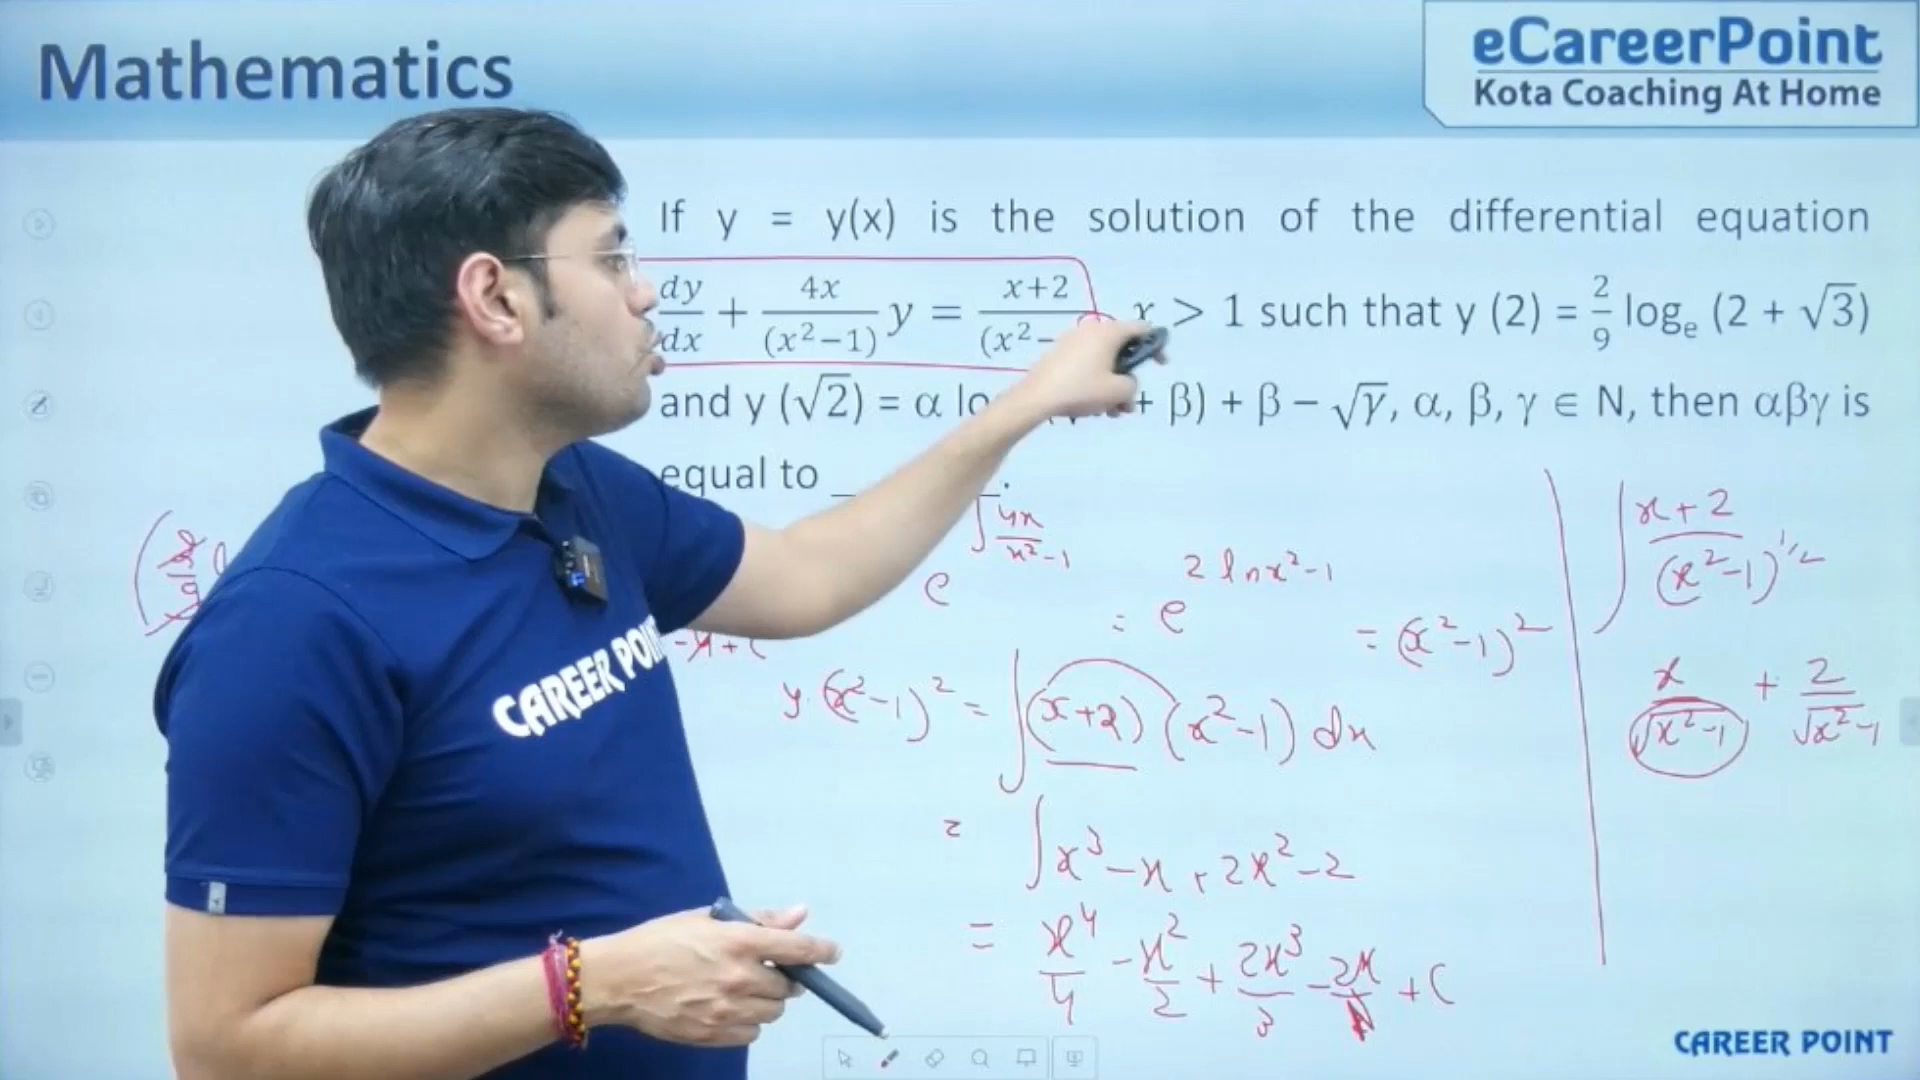 Mathematics
eCareerPoint
Kota Coaching At Home
If y = y(x) is the solution of the differential equation
dy/dx + 4x/(x²−1) y = x+2/(x²− x > 1 such that y (2) = 2/9 logₑ (2 + √3)
and y (√2) = α lo + β) + β − √γ, α, β, γ ∈ N, then αβγ is
equal to _ _.
e ∫4x/x²-1
= e 2 ln x²-1
= (x²-1)²
-x + C
y.(x²-1)² = ∫(x+2) (x²-1) dx
= ∫x³ - x + 2x² - 2
= x⁴/4 - x²/2 + 2x³/3 - 2x + C
∫ x+2/(x²-1)^1/2
x/√x²-1 + 2/√x²-1
CAREER POIN
CAREER POINT